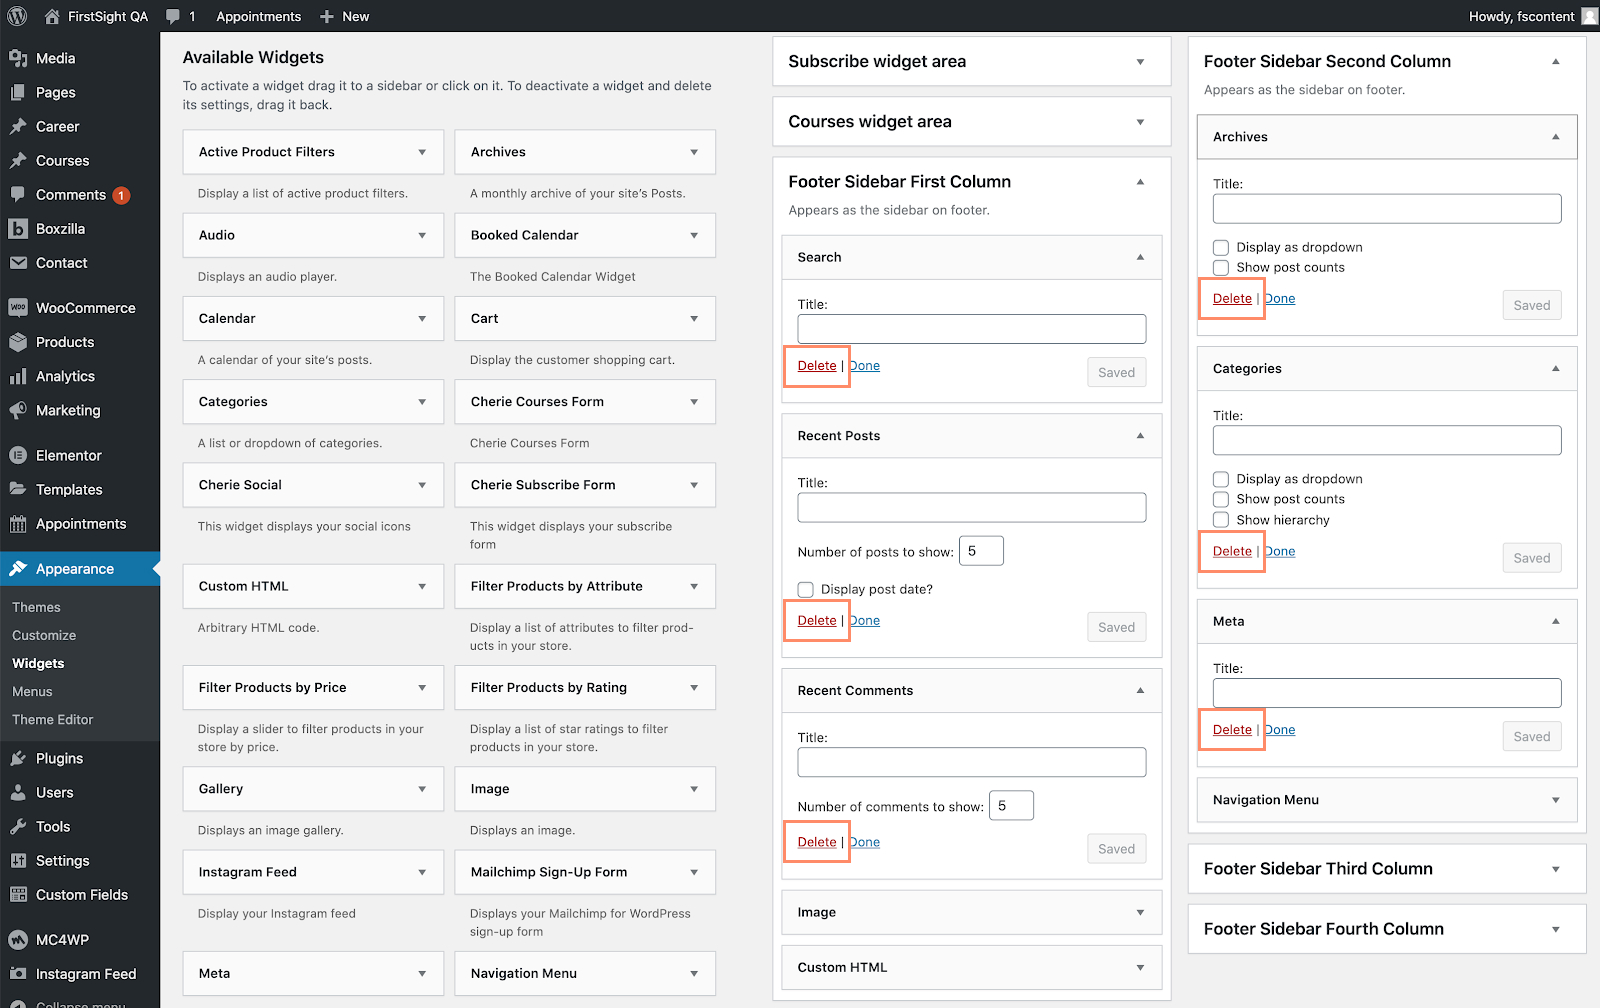 FirstSight QA
1
Appointments
New
Howdy, fscontent
Media
Pages
Career
Courses
Comments 1
Boxzilla
Contact
WooCommerce
Products
Analytics
Marketing
Elementor
Templates
Appointments
Appearance
Themes
Customize
Widgets
Menus
Theme Editor
Plugins
Users
Tools
Settings
Custom Fields
MC4WP
Instagram Feed
Collapse menu
Available Widgets
To activate a widget drag it to a sidebar or click on it. To deactivate a widget and delete
its settings, drag it back.
Active Product Filters
Display a list of active product filters.
Archives
A monthly archive of your site's Posts.
Audio
Displays an audio player.
Booked Calendar
The Booked Calendar Widget
Calendar
A calendar of your site's posts.
Cart
Display the customer shopping cart.
Categories
A list or dropdown of categories.
Cherie Courses Form
Cherie Courses Form
Cherie Social
This widget displays your social icons
Cherie Subscribe Form
This widget displays your subscribe
form
Custom HTML
Arbitrary HTML code.
Filter Products by Attribute
Display a list of attributes to filter prod-
ucts in your store.
Filter Products by Price
Display a slider to filter products in your
store by price.
Filter Products by Rating
Display a list of star ratings to filter
products in your store.
Gallery
Displays an image gallery.
Image
Displays an image.
Instagram Feed
Display your Instagram feed
Mailchimp Sign-Up Form
Displays your Mailchimp for WordPress
sign-up form
Meta
Navigation Menu
Subscribe widget area
Courses widget area
Footer Sidebar First Column
Appears as the sidebar on footer.
Search
Title:
Delete | Done
Saved
Recent Posts
Title:
Number of posts to show: 5
Display post date?
Delete | Done
Saved
Recent Comments
Title:
Number of comments to show: 5
Delete | Done
Saved
Image
Custom HTML
Footer Sidebar Second Column
Appears as the sidebar on footer.
Archives
Title:
Display as dropdown
Show post counts
Delete | Done
Saved
Categories
Title:
Display as dropdown
Show post counts
Show hierarchy
Delete | Done
Saved
Meta
Title:
Delete | Done
Saved
Navigation Menu
Footer Sidebar Third Column
Footer Sidebar Fourth Column